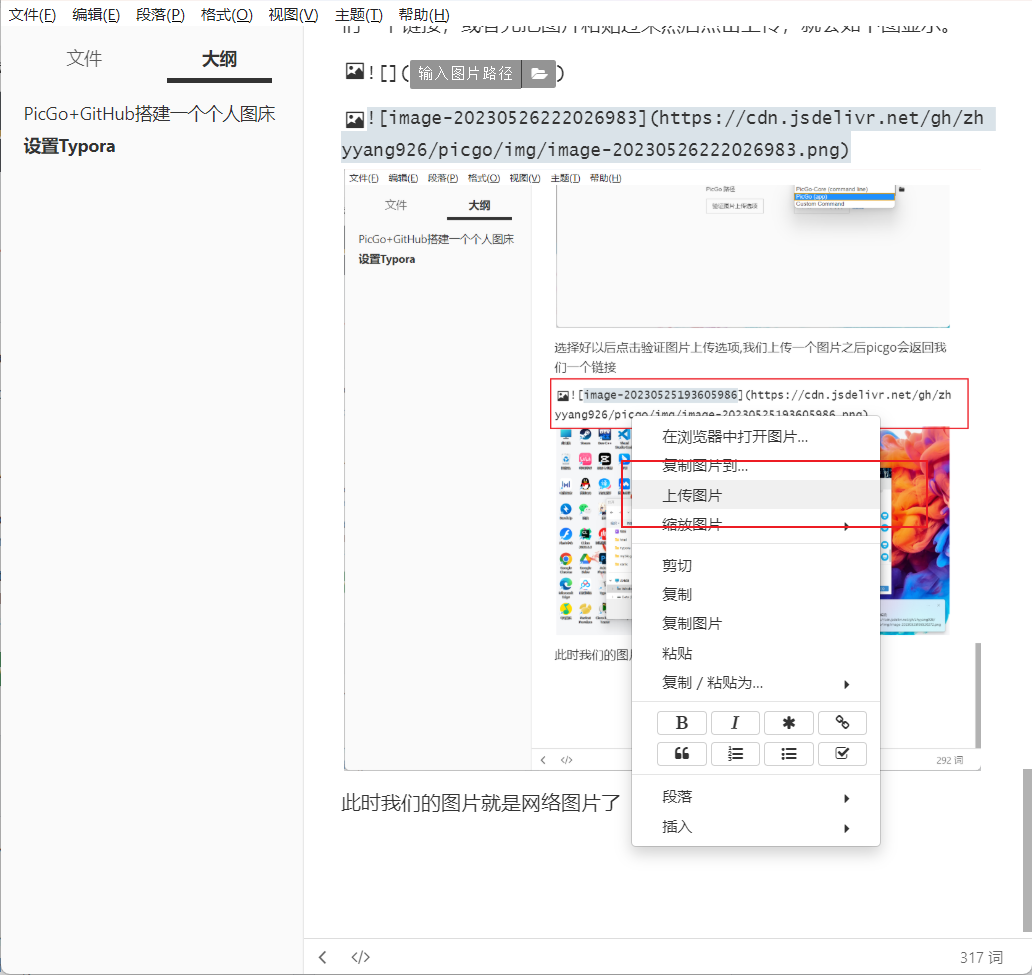 文件(F) 编辑(E) 段落(P) 格式(O) 视图(V) 主题(T) 帮助(H)
文件 大纲
PicGo+GitHub搭建一个个人图床
设置Typora
![](输入图片路径)
![image-20230526222026983](https://cdn.jsdelivr.net/gh/zh
yyang926/picgo/img/image-20230526222026983.png)
文件(F) 编辑(E) 段落(P) 格式(O) 视图(V) 主题(T) 帮助(H)
文件 大纲
PicGo+GitHub搭建一个个人图床
设置Typora
PicGo 路径
PicGo-Core (command line)
PicGo (app)
Custom Command
验证图片上传选项
选择好以后点击验证图片上传选项,我们上传一个图片之后picgo会返回我
们一个链接
![image-20230525193605986](https://cdn.jsdelivr.net/gh/zh
yyang926/picgo/img/image-20230525193605986.png)
此时我们的图
292 词
在浏览器中打开图片...
复制图片到...
上传图片
缩放图片
剪切
复制
复制图片
粘贴
复制 / 粘贴为...
B I
段落
插入
此时我们的图片就是网络图片了
</> 317 词